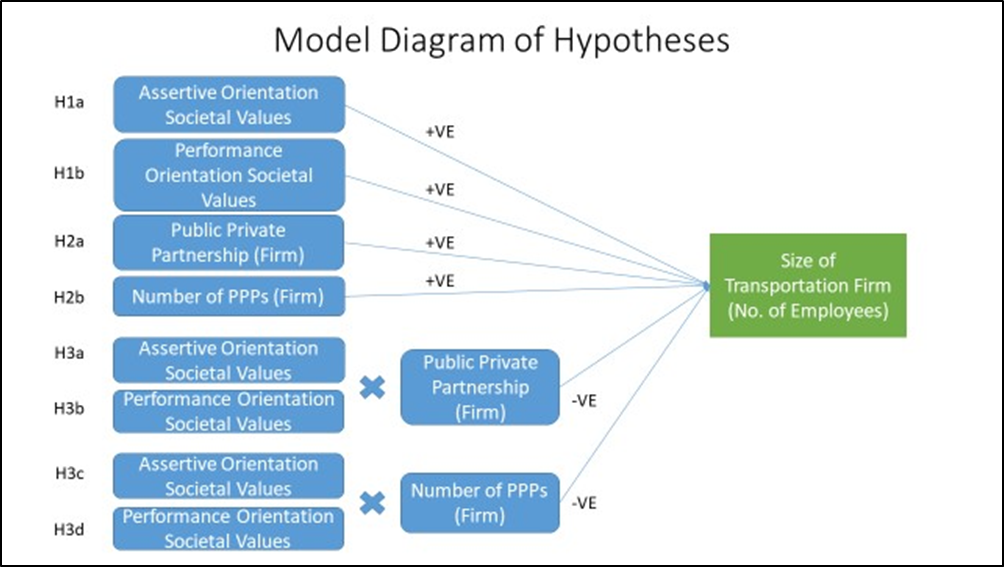 Model Diagram of Hypotheses
H1a
Assertive Orientation
Societal Values
+VE
H1b
Performance
Orientation Societal
Values
+VE
H2a
Public Private
Partnership (Firm)
+VE
H2b
Number of PPPs (Firm)
+VE
Size of
Transportation Firm
(No. of Employees)
H3a
Assertive Orientation
Societal Values
H3b
Performance Orientation
Societal Values
Public Private
Partnership
(Firm)
-VE
H3c
Assertive Orientation
Societal Values
H3d
Performance Orientation
Societal Values
Number of PPPs
(Firm)
-VE